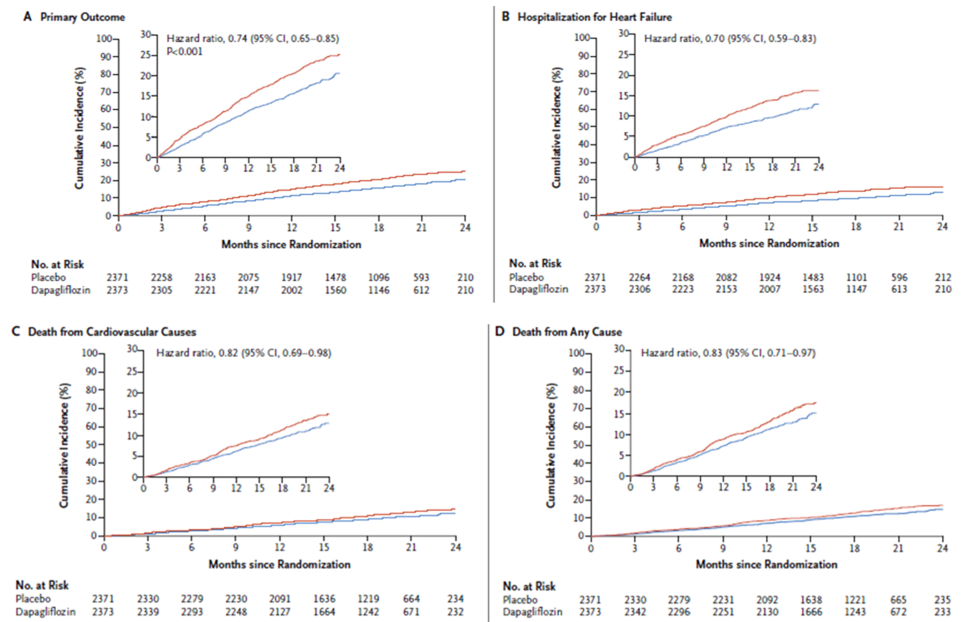 A Primary Outcome
Hazard ratio, 0.74 (95% CI, 0.65–0.85)
P<0.001
Cumulative Incidence (%)
100
90
80
70
60
50
40
30
20
10
0
30
25
20
15
10
5
0
0 3 6 9 12 15 18 21 24
0 3 6 9 12 15 18 21 24
Months since Randomization
No. at Risk
Placebo 2371 2258 2163 2075 1917 1478 1096 593 210
Dapagliflozin 2373 2305 2221 2147 2002 1560 1146 612 210
B Hospitalization for Heart Failure
Hazard ratio, 0.70 (95% CI, 0.59–0.83)
Cumulative Incidence (%)
100
90
80
70
60
50
40
30
20
10
0
30
25
20
15
10
5
0
0 3 6 9 12 15 18 21 24
0 3 6 9 12 15 18 21 24
Months since Randomization
No. at Risk
Placebo 2371 2264 2168 2082 1924 1483 1101 596 212
Dapagliflozin 2373 2306 2223 2153 2007 1563 1147 613 210
C Death from Cardiovascular Causes
Hazard ratio, 0.82 (95% CI, 0.69–0.98)
Cumulative Incidence (%)
100
90
80
70
60
50
40
30
20
10
0
30
25
20
15
10
5
0
0 3 6 9 12 15 18 21 24
0 3 6 9 12 15 18 21 24
Months since Randomization
No. at Risk
Placebo 2371 2330 2279 2230 2091 1636 1219 664 234
Dapagliflozin 2373 2339 2293 2248 2127 1664 1242 671 232
D Death from Any Cause
Hazard ratio, 0.83 (95% CI, 0.71–0.97)
Cumulative Incidence (%)
100
90
80
70
60
50
40
30
20
10
0
30
25
20
15
10
5
0
0 3 6 9 12 15 18 21 24
0 3 6 9 12 15 18 21 24
Months since Randomization
No. at Risk
Placebo 2371 2330 2279 2231 2092 1638 1221 665 235
Dapagliflozin 2373 2342 2296 2251 2130 1666 1243 672 233